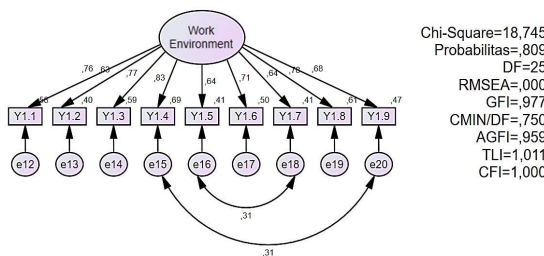 Work
Environment
Chi-Square=18,745
Probabilitas=,809
DF=25
RMSEA=,000
GFI=,977
CMIN/DF=,750
AGFI=,959
TLI=1,011
CFI=1,000
,76 ,63 ,77 ,83 ,64 ,71 ,64 ,78 ,68
,58 ,40 ,59 ,69 ,41 ,50 ,41 ,61 ,47
Y1.1 Y1.2 Y1.3 Y1.4 Y1.5 Y1.6 Y1.7 Y1.8 Y1.9
e12 e13 e14 e15 e16 e17 e18 e19 e20
,31
,31